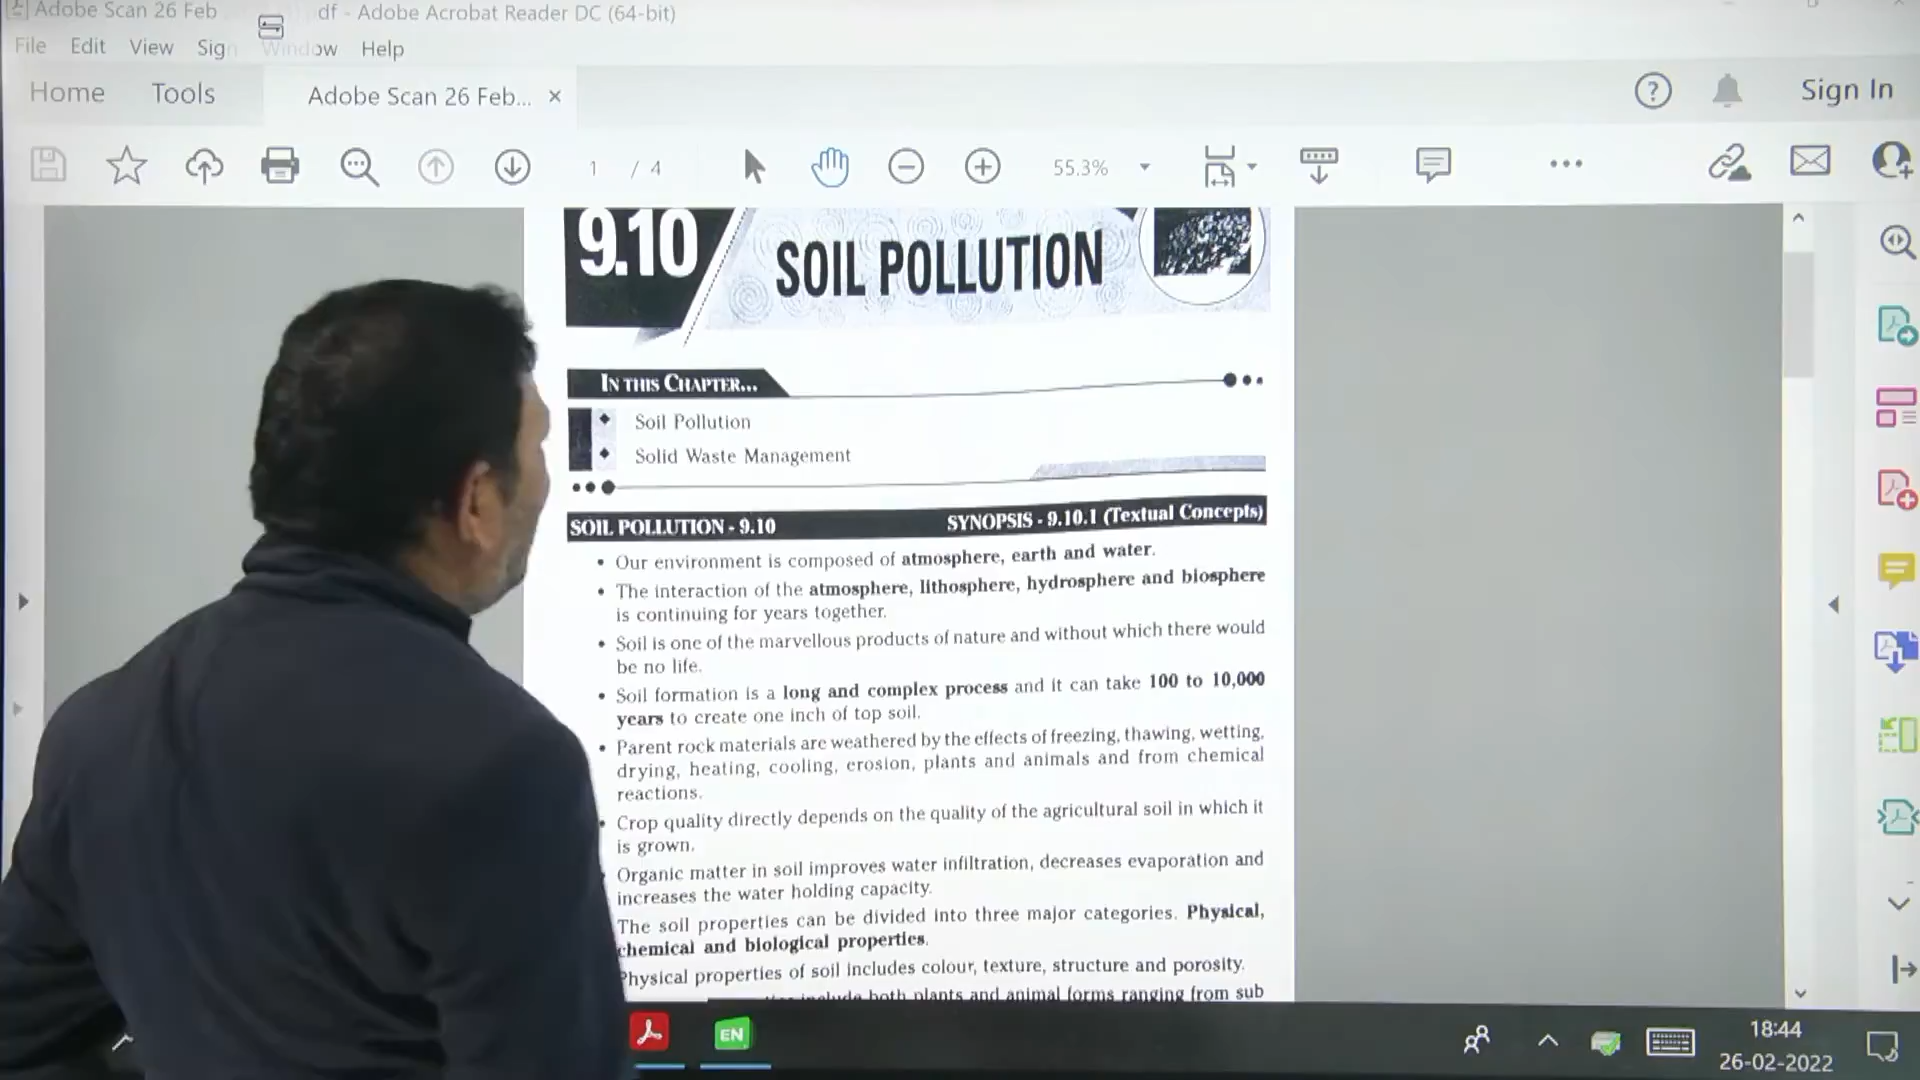 Adobe Scan 26 Feb df - Adobe Acrobat Reader DC (64-bit)
File Edit View Sign Window Help
Home Tools Adobe Scan 26 Feb... × Sign In
1 / 4 55.3%
9.10 SOIL POLLUTION
IN THIS CHAPTER...
Soil Pollution
Solid Waste Management
SOIL POLLUTION - 9.10 SYNOPSIS - 9.10.1 (Textual Concepts)
• Our environment is composed of atmosphere, earth and water.
• The interaction of the atmosphere, lithosphere, hydrosphere and biosphere
is continuing for years together.
• Soil is one of the marvellous products of nature and without which there would
be no life.
• Soil formation is a long and complex process and it can take 100 to 10,000
years to create one inch of top soil.
• Parent rock materials are weathered by the effects of freezing, thawing, wetting,
drying, heating, cooling, erosion, plants and animals and from chemical
reactions.
• Crop quality directly depends on the quality of the agricultural soil in which it
is grown.
Organic matter in soil improves water infiltration, decreases evaporation and
increases the water holding capacity.
The soil properties can be divided into three major categories. Physical,
chemical and biological properties.
Physical properties of soil includes colour, texture, structure and porosity.
include both plants and animal forms ranging from sub
EN
18:44
26-02-2022